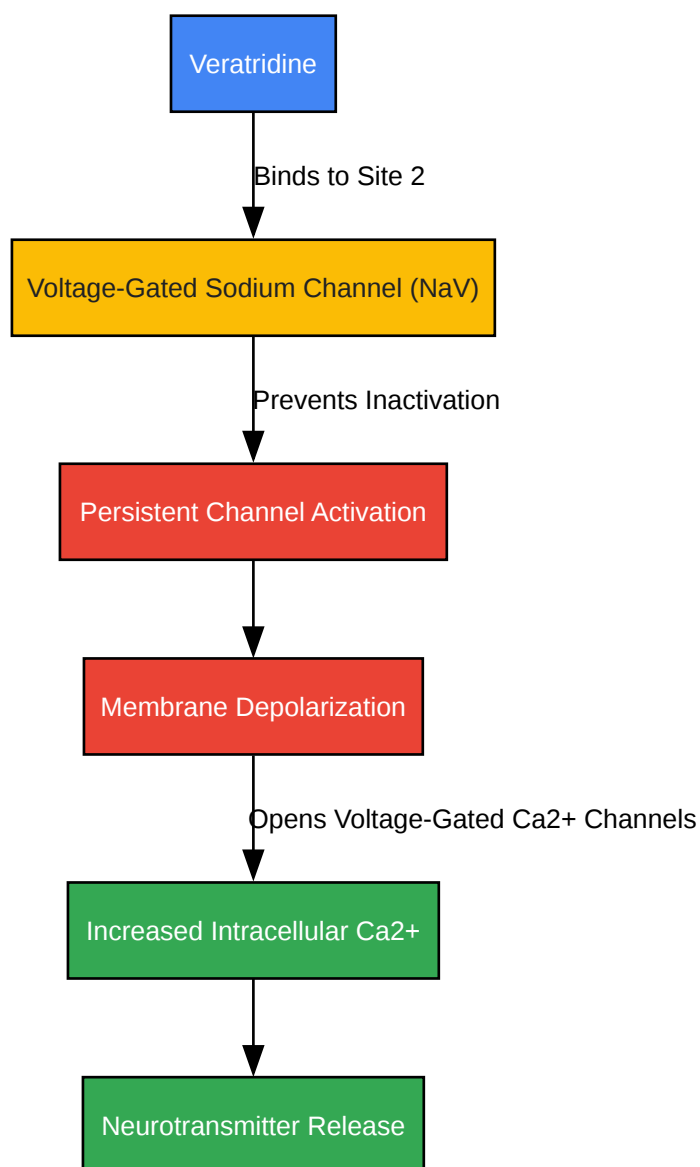 Veratridine
Binds to Site 2
Voltage-Gated Sodium Channel (NaV)
Prevents Inactivation
Persistent Channel Activation
Membrane Depolarization
Opens Voltage-Gated Ca2+ Channels
Increased Intracellular Ca2+
Neurotransmitter Release